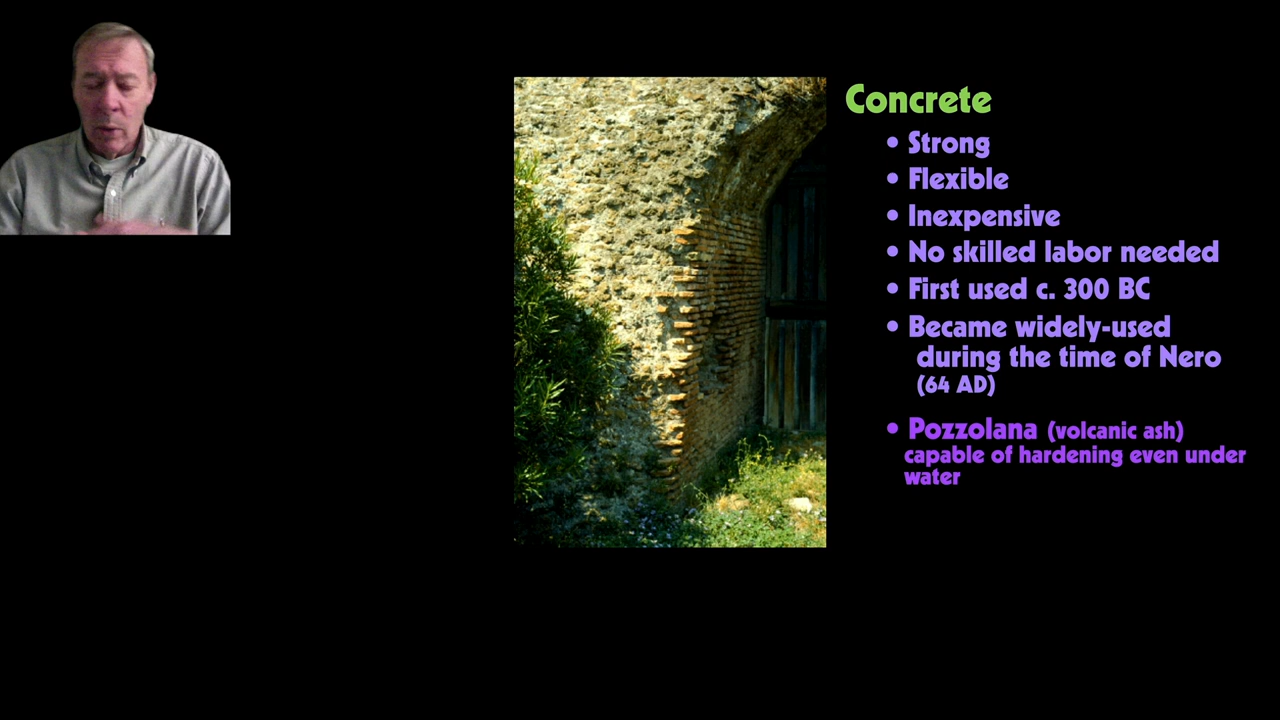 Concrete
• Strong
• Flexible
• Inexpensive
• No skilled labor needed
• First used c. 300 BC
• Became widely-used
during the time of Nero
(64 AD)
• Pozzolana (volcanic ash)
capable of hardening even under
water